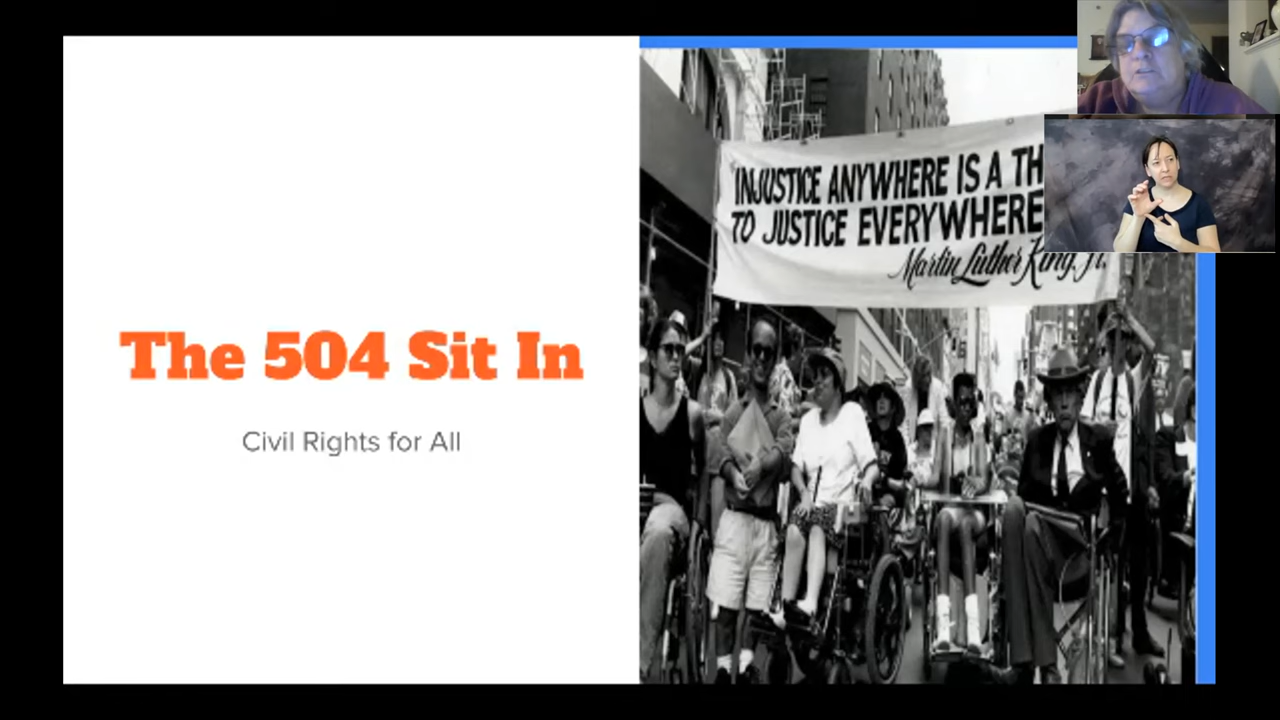 The 504 Sit In
Civil Rights for All
"INJUSTICE ANYWHERE IS A TH
TO JUSTICE EVERYWHERE
Martin Luther King, Jr.